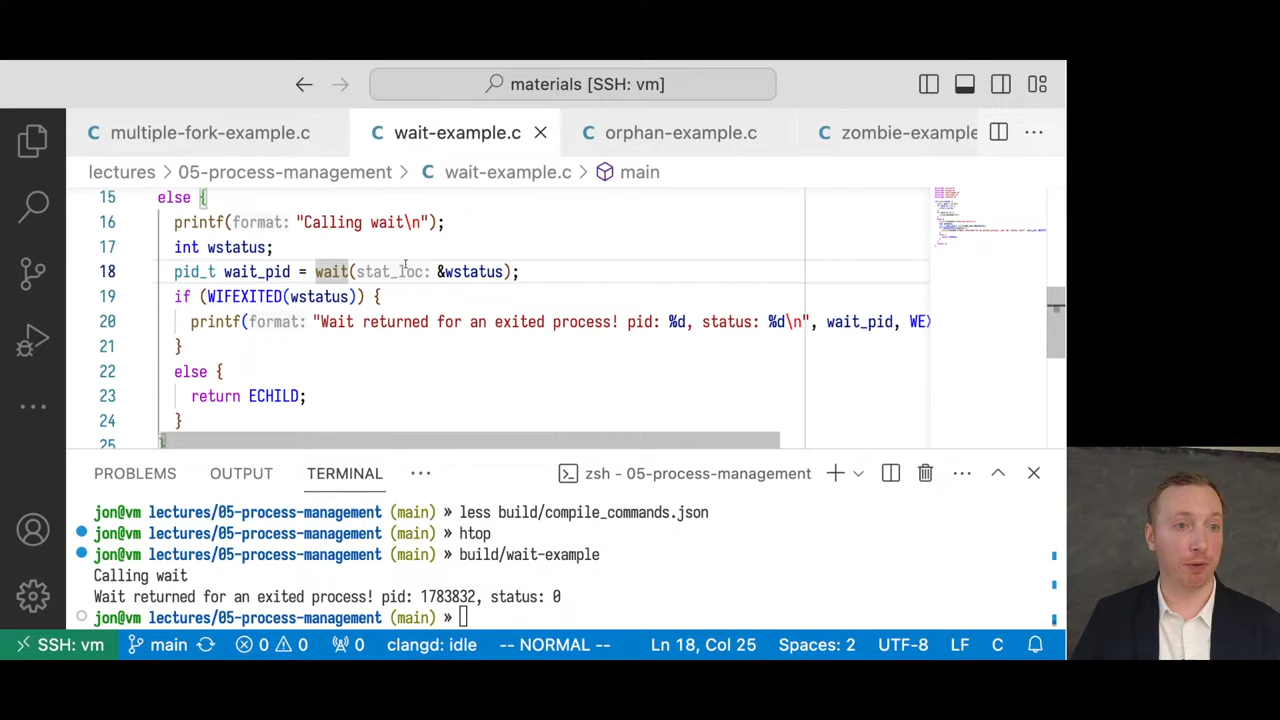 materials [SSH: vm]
C multiple-fork-example.c C wait-example.c C orphan-example.c C zombie-example
lectures > 05-process-management > C wait-example.c > main
15 else {
16 printf(format: "Calling wait\n");
17 int wstatus;
18 pid_t wait_pid = wait(stat_loc: &wstatus);
19 if (WIFEXITED(wstatus)) {
20 printf(format: "Wait returned for an exited process! pid: %d, status: %d\n", wait_pid, WEX
21 }
22 else {
23 return ECHILD;
24 }
25 }
PROBLEMS OUTPUT TERMINAL ··· zsh - 05-process-management
jon@vm lectures/05-process-management (main) » less build/compile_commands.json
jon@vm lectures/05-process-management (main) » htop
jon@vm lectures/05-process-management (main) » build/wait-example
Calling wait
Wait returned for an exited process! pid: 1783832, status: 0
jon@vm lectures/05-process-management (main) »
SSH: vm main 0 0 0 clangd: idle -- NORMAL -- Ln 18, Col 25 Spaces: 2 UTF-8 LF C